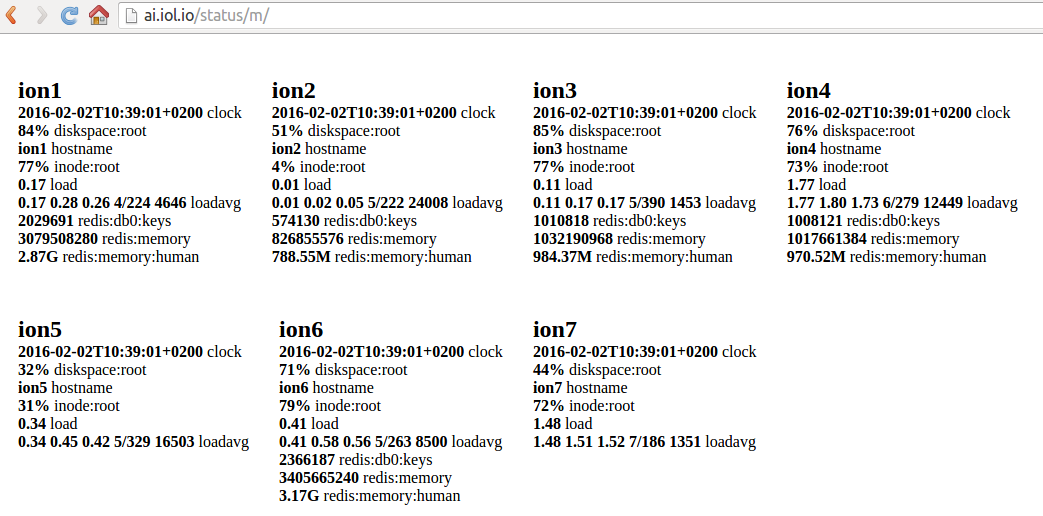 ai.iol.io/status/m/
ion1
2016-02-02T10:39:01+0200 clock
84% diskspace:root
ion1 hostname
77% inode:root
0.17 load
0.17 0.28 0.26 4/224 4646 loadavg
2029691 redis:db0:keys
3079508280 redis:memory
2.87G redis:memory:human
ion2
2016-02-02T10:39:01+0200 clock
51% diskspace:root
ion2 hostname
4% inode:root
0.01 load
0.01 0.02 0.05 5/222 24008 loadavg
574130 redis:db0:keys
826855576 redis:memory
788.55M redis:memory:human
ion3
2016-02-02T10:39:01+0200 clock
85% diskspace:root
ion3 hostname
77% inode:root
0.11 load
0.11 0.17 0.17 5/390 1453 loadavg
1010818 redis:db0:keys
1032190968 redis:memory
984.37M redis:memory:human
ion4
2016-02-02T10:39:01+0200 clock
76% diskspace:root
ion4 hostname
73% inode:root
1.77 load
1.77 1.80 1.73 6/279 12449 loadavg
1008121 redis:db0:keys
1017661384 redis:memory
970.52M redis:memory:human
ion5
2016-02-02T10:39:01+0200 clock
32% diskspace:root
ion5 hostname
31% inode:root
0.34 load
0.34 0.45 0.42 5/329 16503 loadavg
ion6
2016-02-02T10:39:01+0200 clock
71% diskspace:root
ion6 hostname
79% inode:root
0.41 load
0.41 0.58 0.56 5/263 8500 loadavg
2366187 redis:db0:keys
3405665240 redis:memory
3.17G redis:memory:human
ion7
2016-02-02T10:39:01+0200 clock
44% diskspace:root
ion7 hostname
72% inode:root
1.48 load
1.48 1.51 1.52 7/186 1351 loadavg